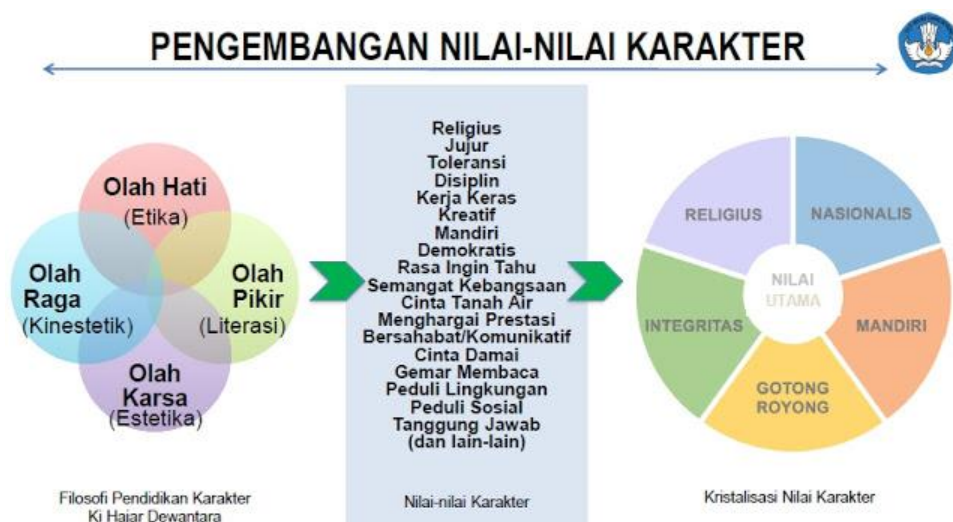 PENGEMBANGAN NILAI-NILAI KARAKTER
Olah Hati
(Etika)
Olah
Raga
(Kinestetik)
Olah
Pikir
(Literasi)
Olah
Karsa
(Estetika)
Filosofi Pendidikan Karakter
Ki Hajar Dewantara
Religius
Jujur
Toleransi
Disiplin
Kerja Keras
Kreatif
Mandiri
Demokratis
Rasa Ingin Tahu
Semangat Kebangsaan
Cinta Tanah Air
Menghargai Prestasi
Bersahabat/Komunikatif
Cinta Damai
Gemar Membaca
Peduli Lingkungan
Peduli Sosial
Tanggung Jawab
(dan lain-lain)
Nilai-nilai Karakter
RELIGIUS
NASIONALIS
NILAI
UTAMA
INTEGRITAS
MANDIRI
GOTONG
ROYONG
Kristalisasi Nilai Karakter